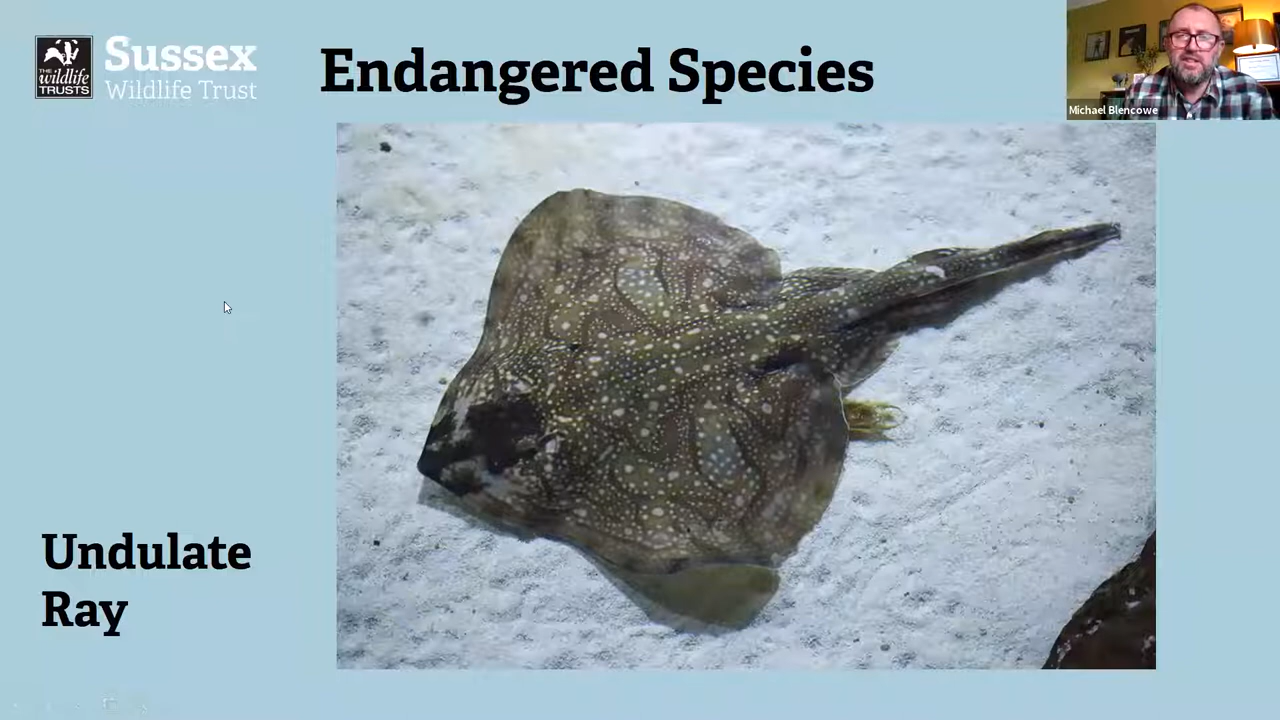 THE
wildlife
TRUSTS
Sussex
Wildlife Trust
Endangered Species
Michael Blencowe
Undulate
Ray